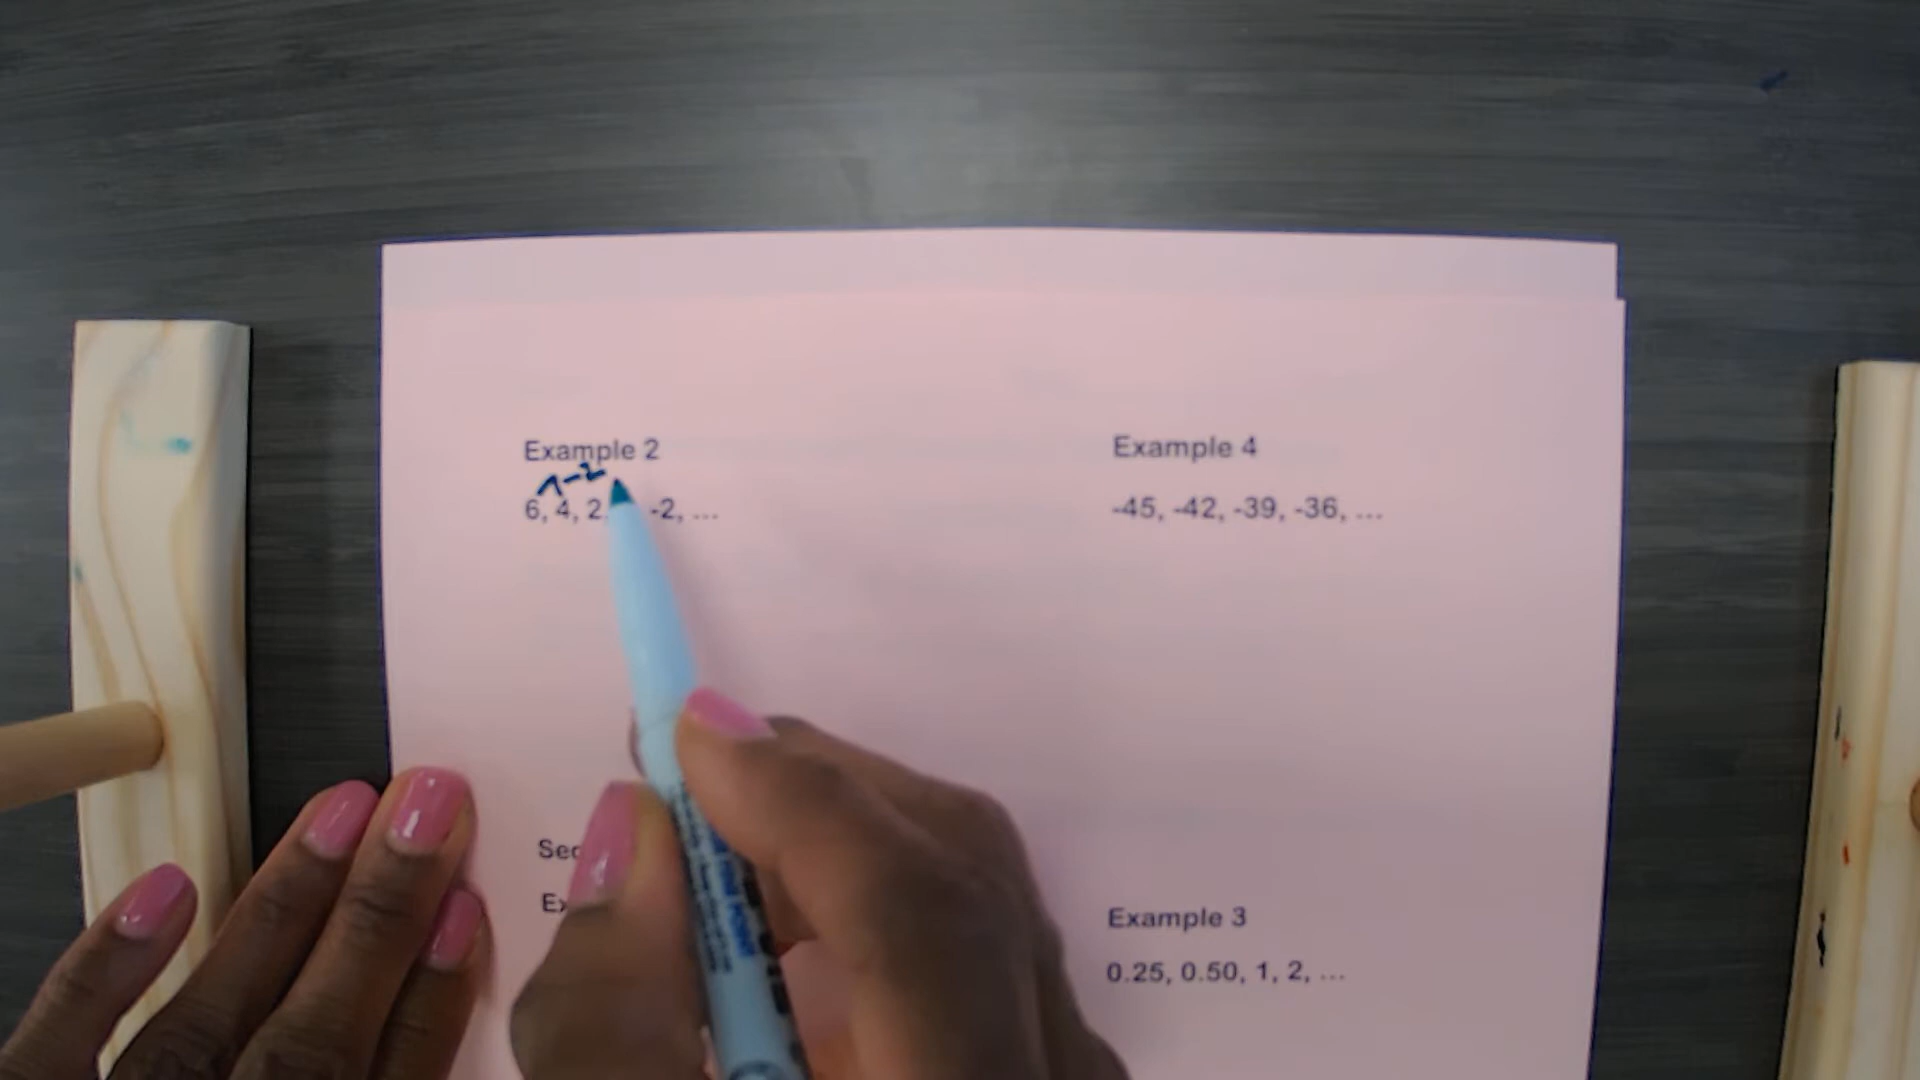 Example 2
-2
6, 4, 2, -2, ...
Example 4
-45, -42, -39, -36, ...
Example 3
0.25, 0.50, 1, 2, ...